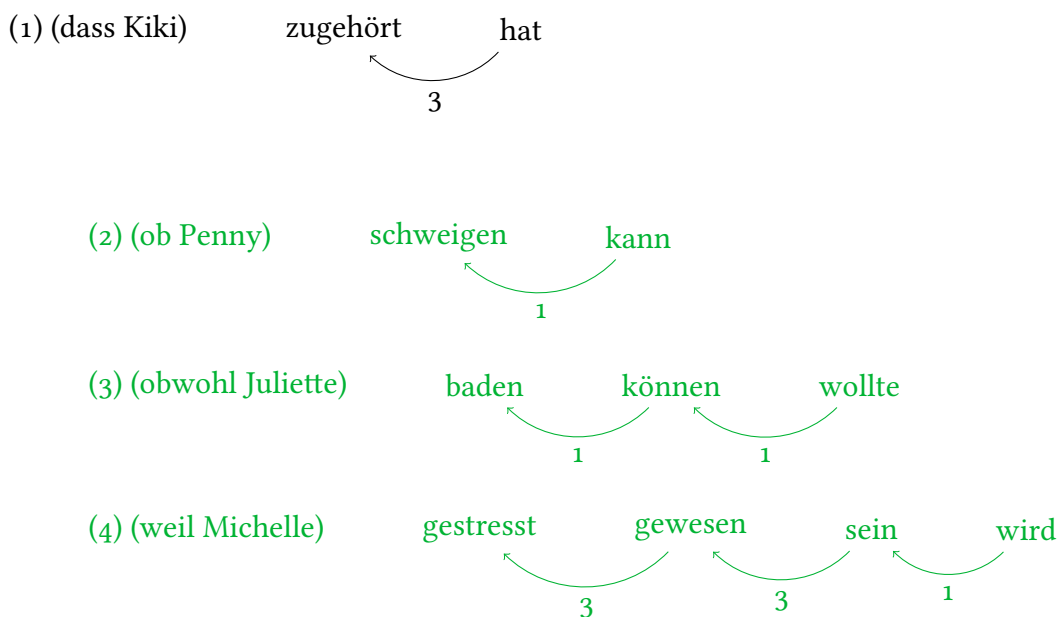 (1) (dass Kiki) zugehört hat
3
(2) (ob Penny) schweigen kann
1
(3) (obwohl Juliette) baden können wollte
1 1
(4) (weil Michelle) gestresst gewesen sein wird
3 3 1